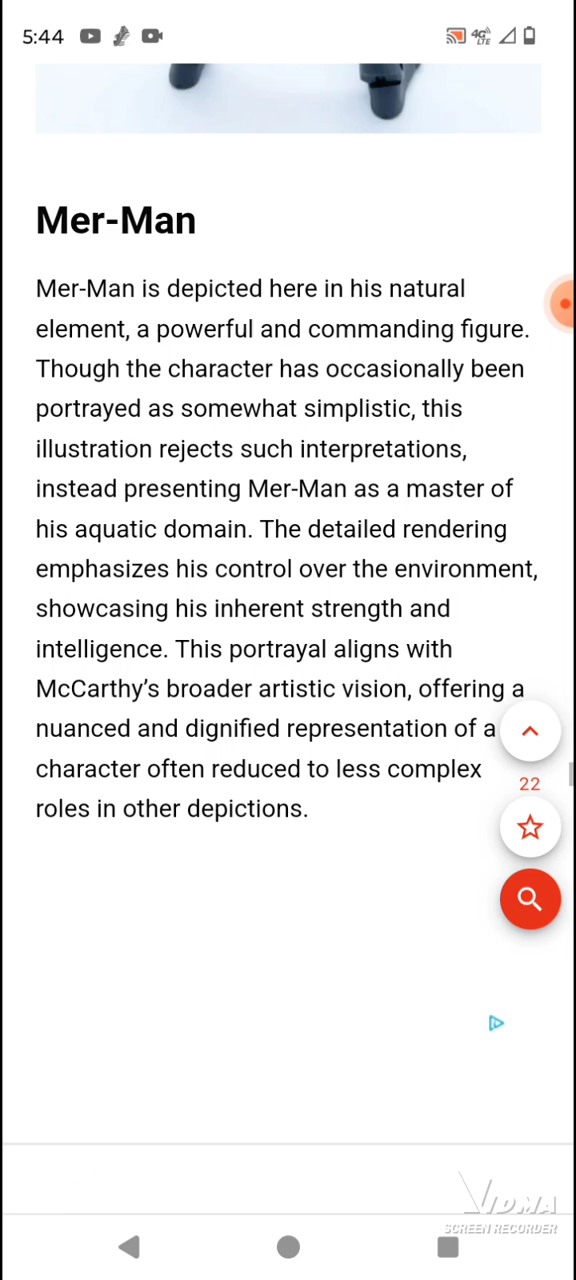 5:44
4G
LTE
Mer-Man
Mer-Man is depicted here in his natural
element, a powerful and commanding figure.
Though the character has occasionally been
portrayed as somewhat simplistic, this
illustration rejects such interpretations,
instead presenting Mer-Man as a master of
his aquatic domain. The detailed rendering
emphasizes his control over the environment,
showcasing his inherent strength and
intelligence. This portrayal aligns with
McCarthy’s broader artistic vision, offering a
nuanced and dignified representation of a
character often reduced to less complex
roles in other depictions.
22
VIDMA
SCREEN RECORDER